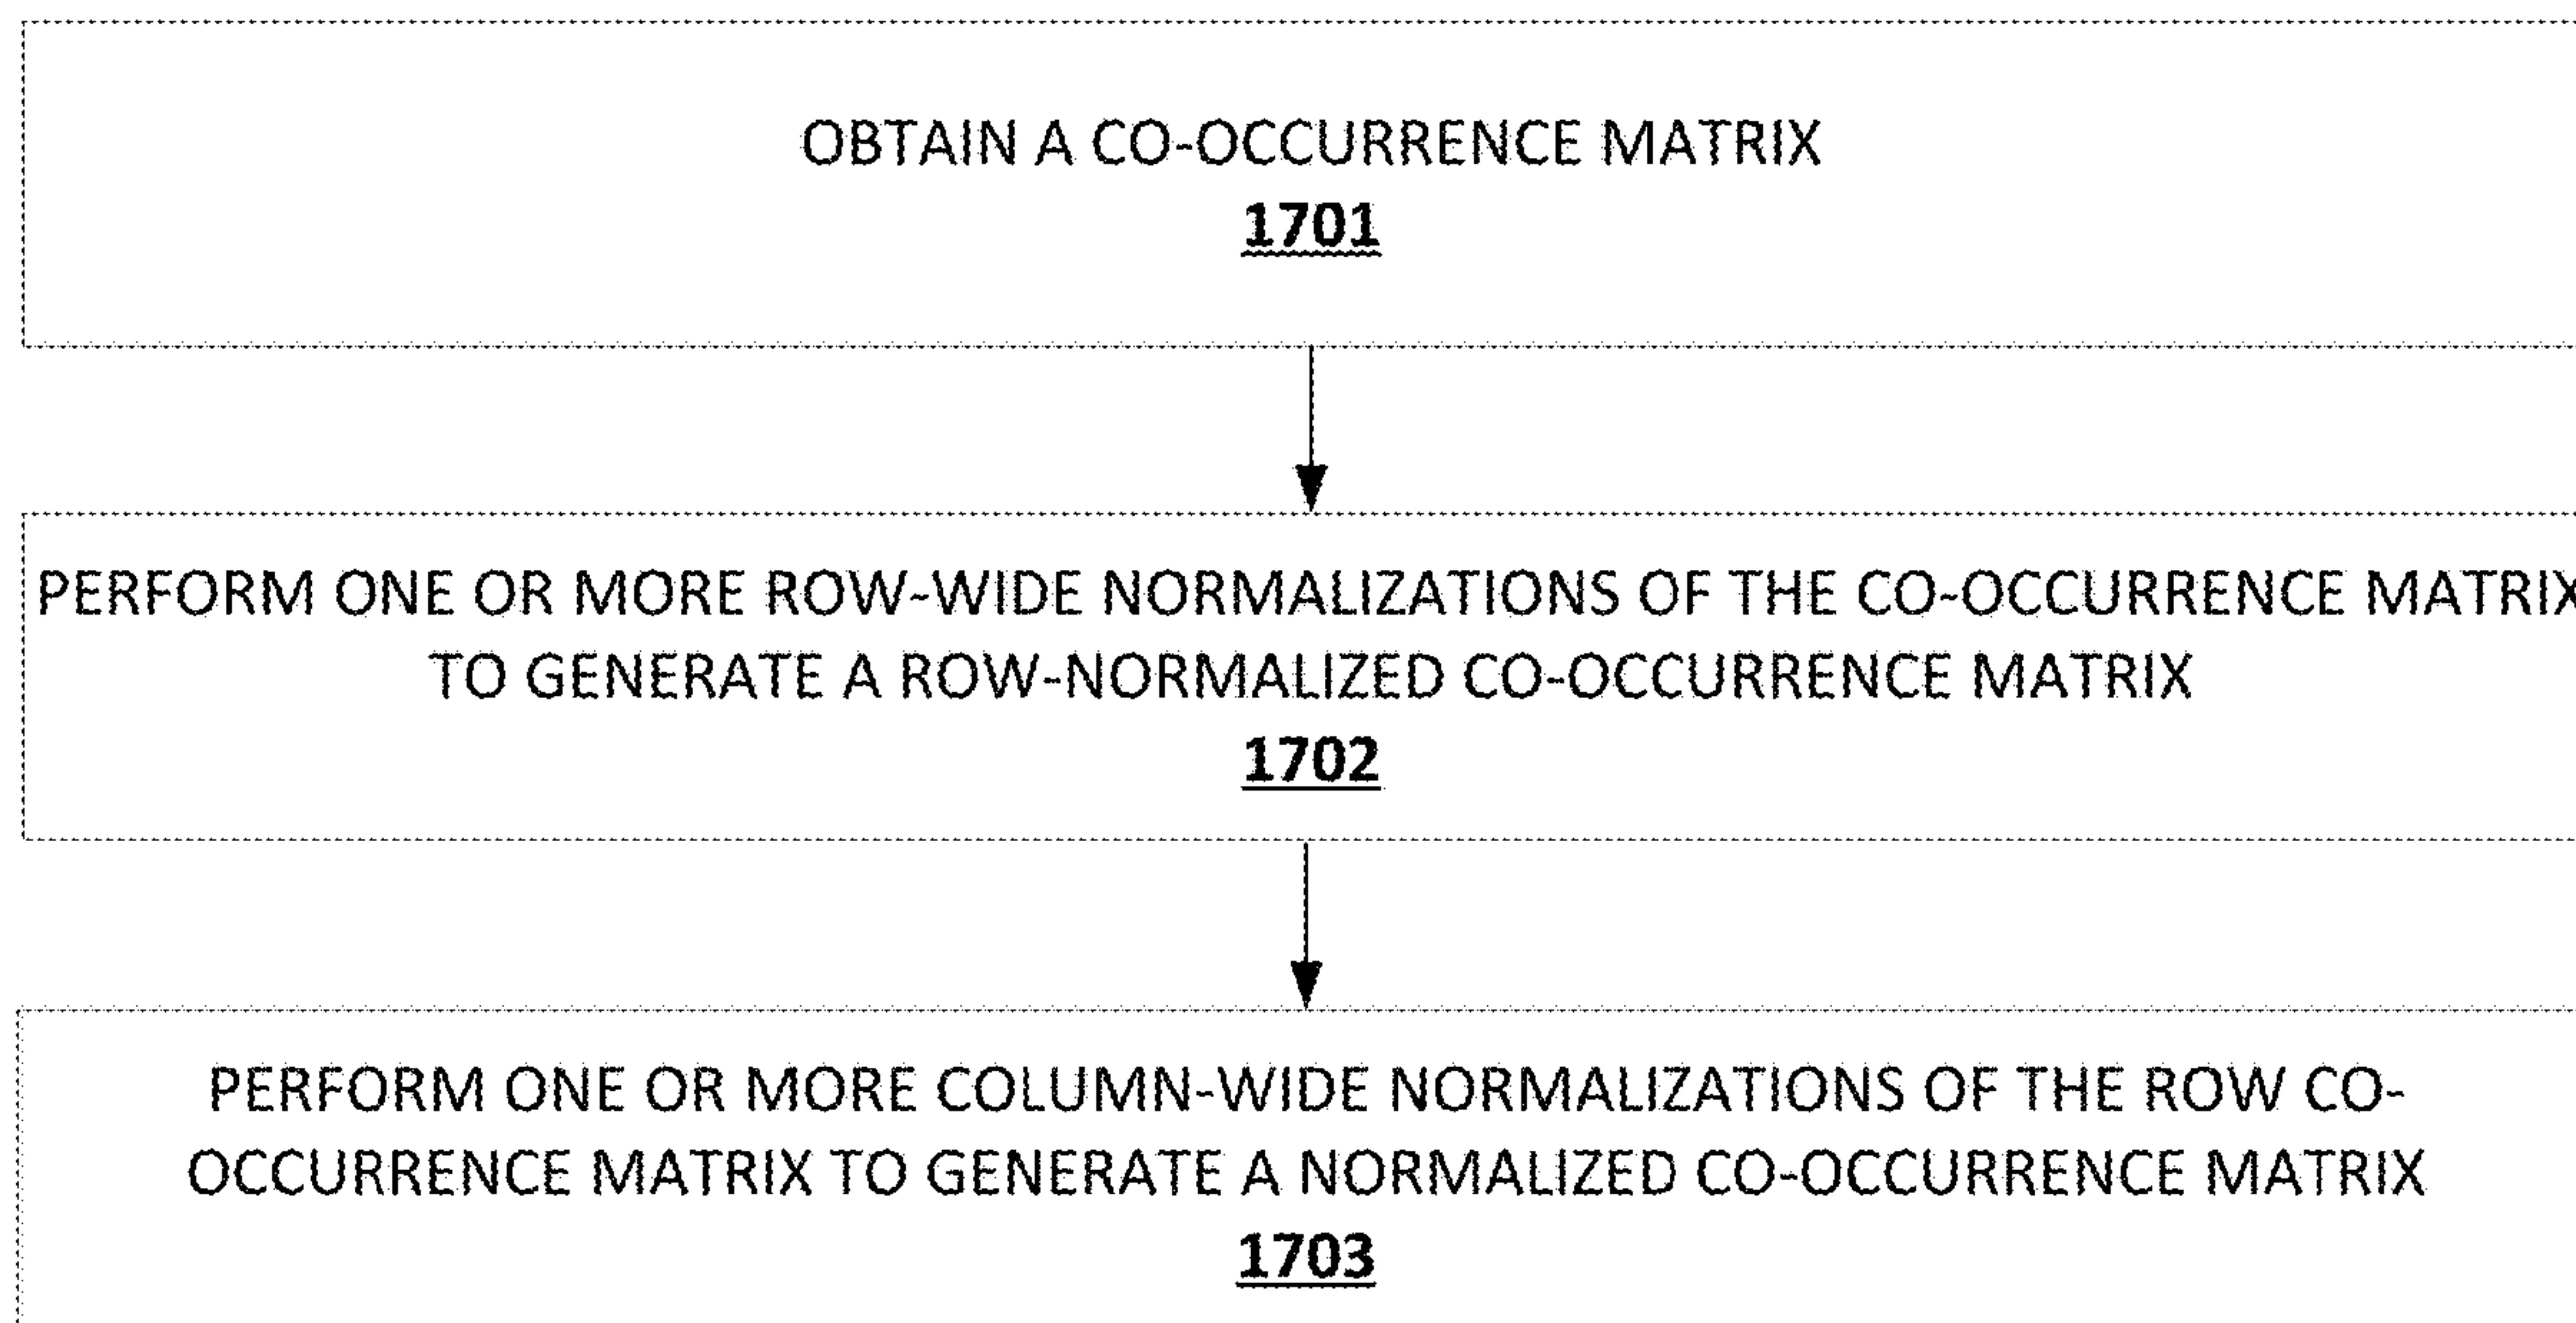 OBTAIN A CO-OCCURRENCE MATRIX
1701
PERFORM ONE OR MORE ROW-WIDE NORMALIZATIONS OF THE CO-OCCURRENCE MATRIX
TO GENERATE A ROW-NORMALIZED CO-OCCURRENCE MATRIX
1702
PERFORM ONE OR MORE COLUMN-WIDE NORMALIZATIONS OF THE ROW CO-
OCCURRENCE MATRIX TO GENERATE A NORMALIZED CO-OCCURRENCE MATRIX
1703